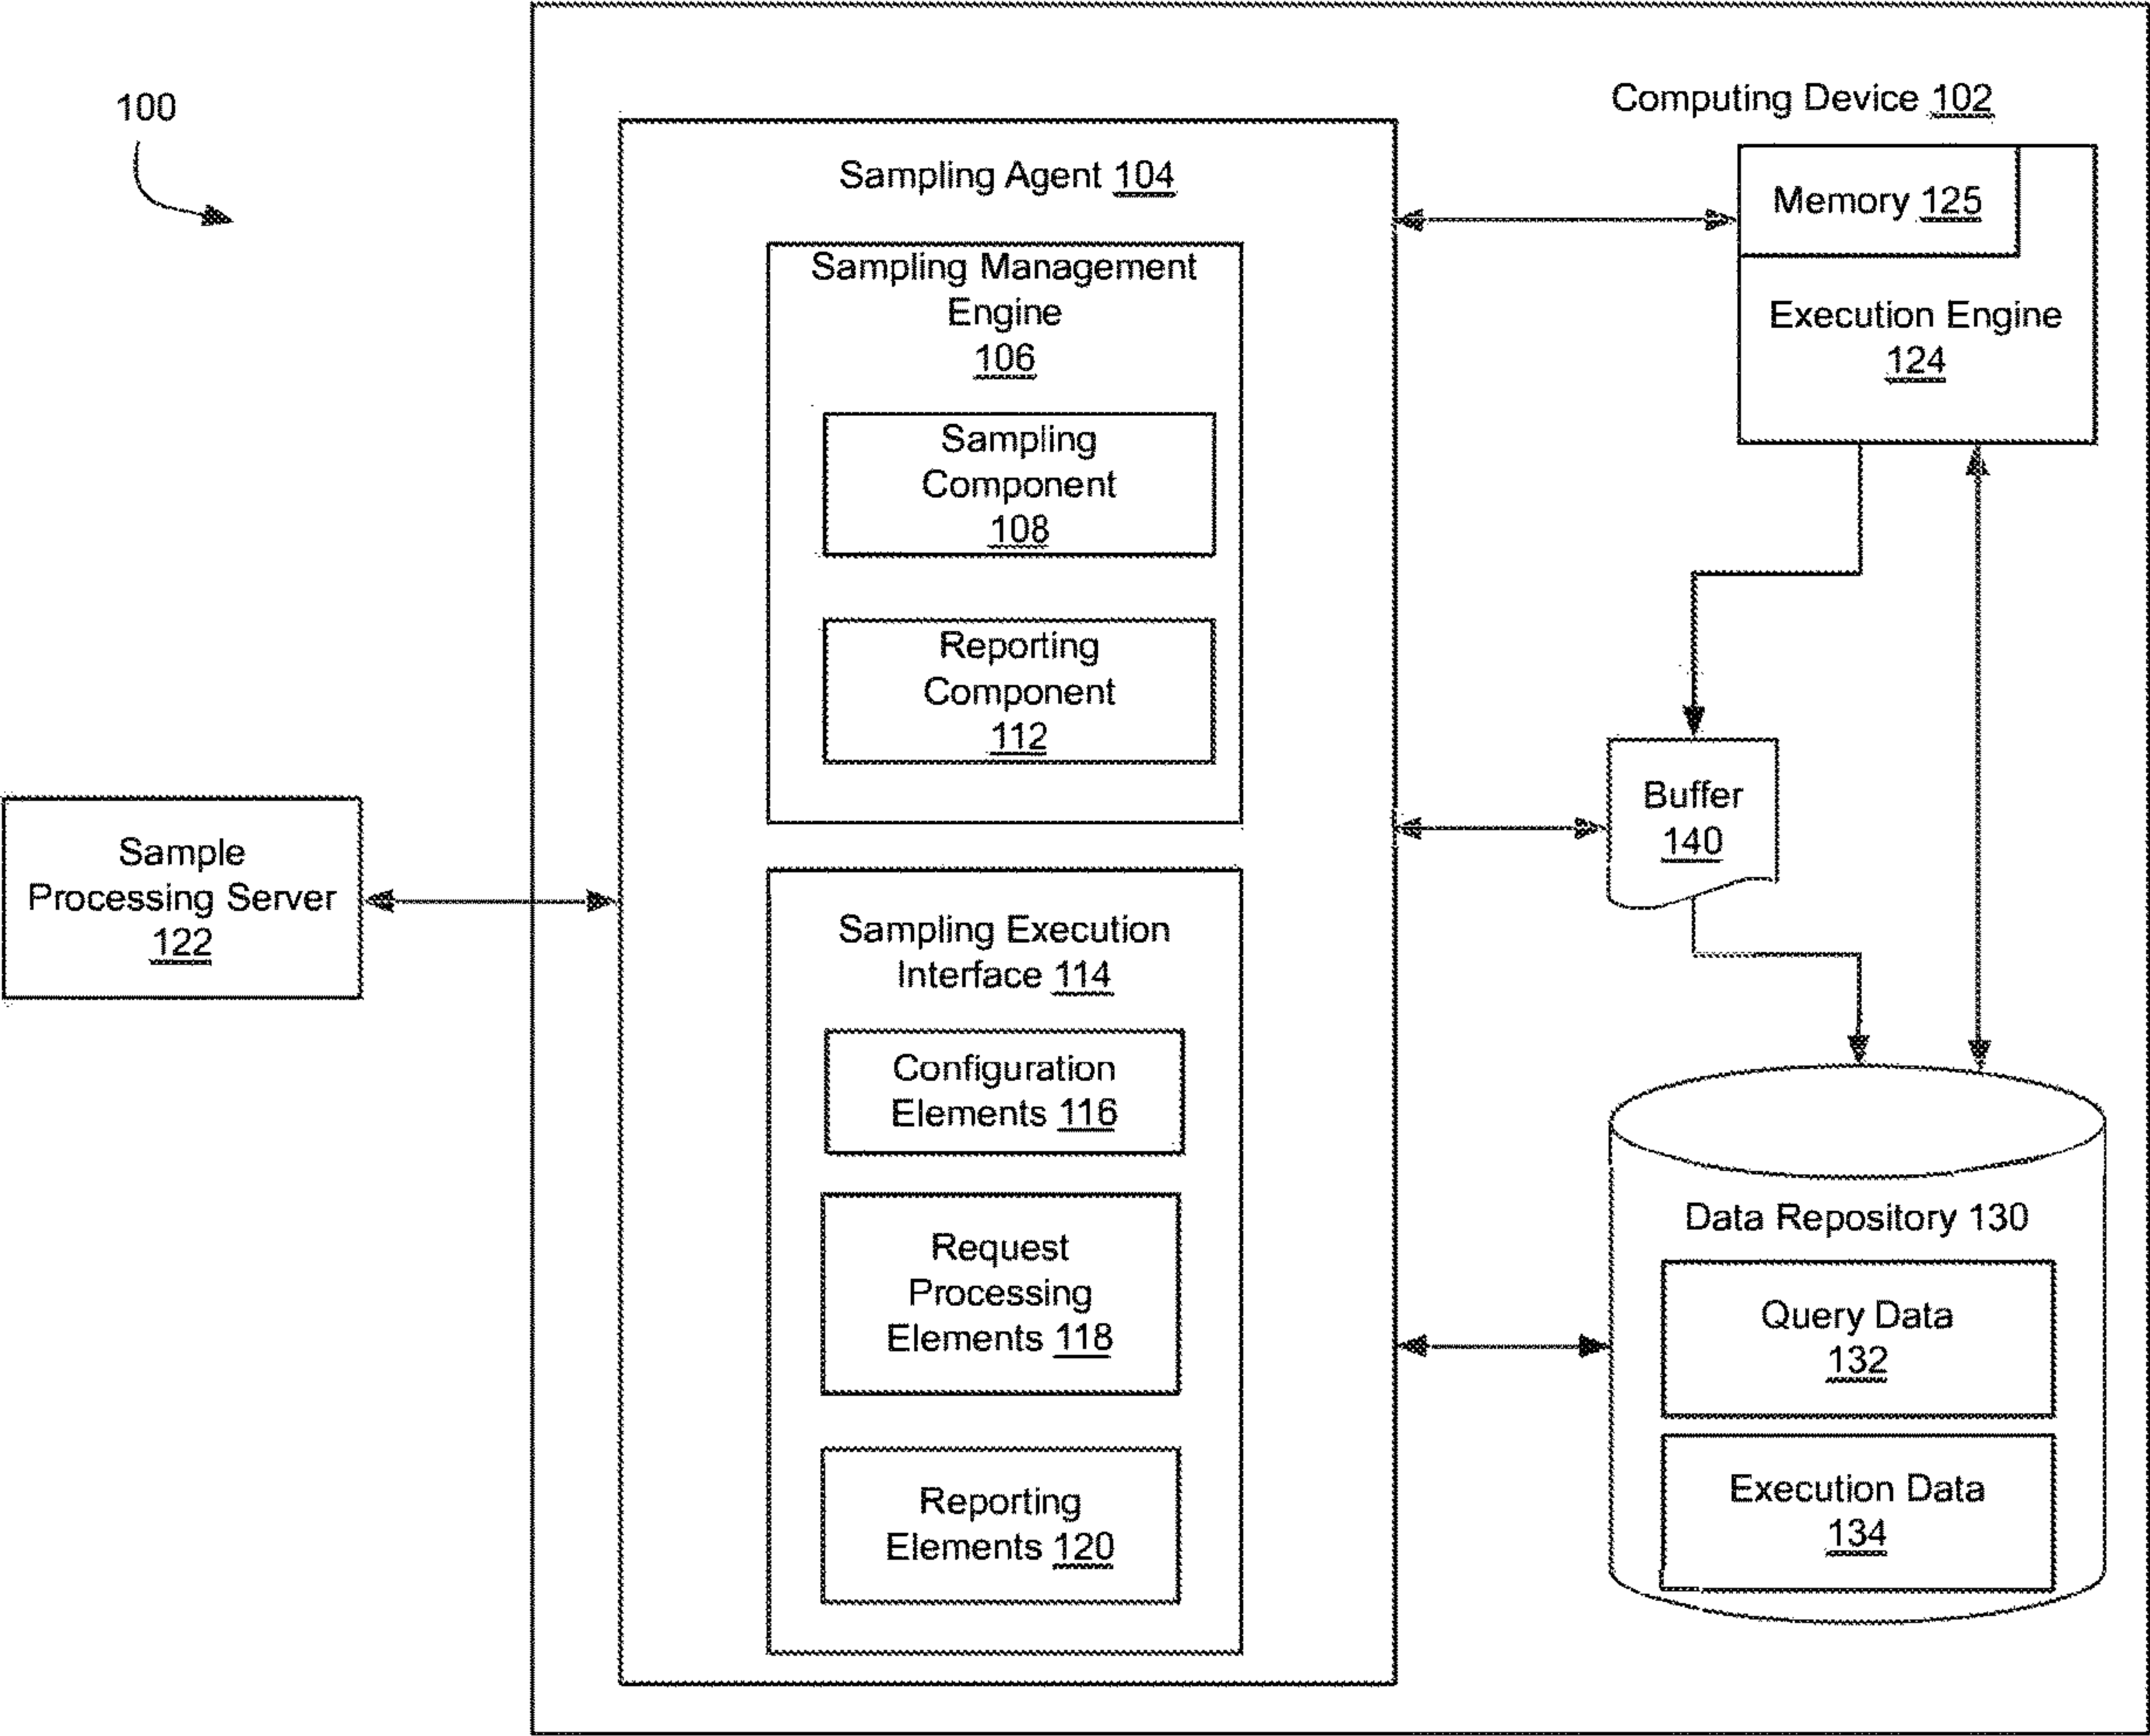 100
Computing Device 102
Sampling Agent 104
Sampling Management
Engine
106
Sampling
Component
108
Reporting
Component
112
Sampling Execution
Interface 114
Configuration
Elements 116
Request
Processing
Elements 118
Reporting
Elements 120
Sample
Processing Server
122
Memory 125
Execution Engine
124
Buffer
140
Data Repository 130
Query Data
132
Execution Data
134